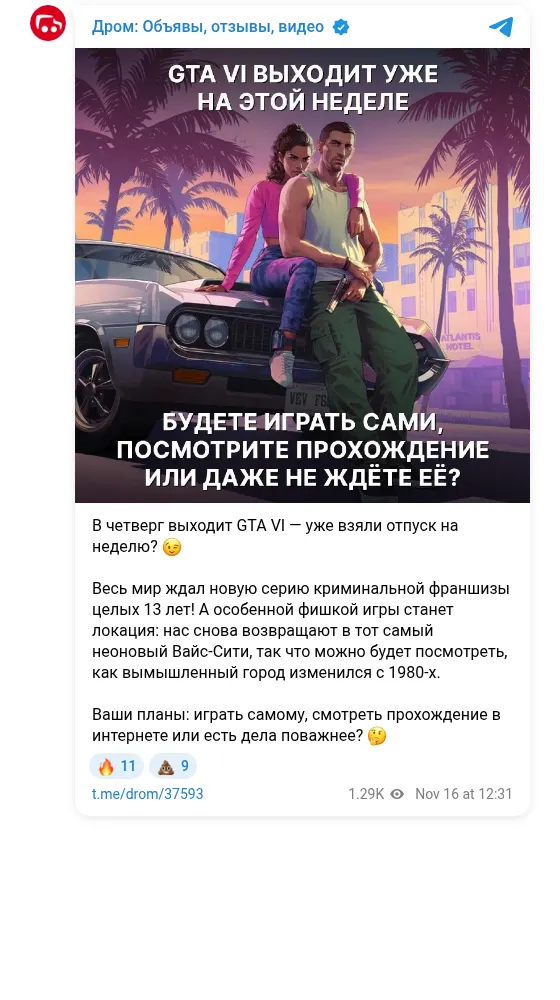 Дром: Объявы, отзывы, видео
GTA VI ВЫХОДИТ УЖЕ
НА ЭТОЙ НЕДЕЛЕ
ATLANTIS
HOTEL
БУДЕТЕ ИГРАТЬ САМИ,
ПОСМОТРИТЕ ПРОХОЖДЕНИЕ
ИЛИ ДАЖЕ НЕ ЖДЁТЕ ЕЁ?
В четверг выходит GTA VI — уже взяли отпуск на
неделю? 😉
Весь мир ждал новую серию криминальной франшизы
целых 13 лет! А особенной фишкой игры станет
локация: нас снова возвращают в тот самый
неоновый Вайс-Сити, так что можно будет посмотреть,
как вымышленный город изменился с 1980-х.
Ваши планы: играть самому, смотреть прохождение в
интернете или есть дела поважнее? 🤔
🔥 11 💩 9
t.me/drom/37593 1.29K Nov 16 at 12:31